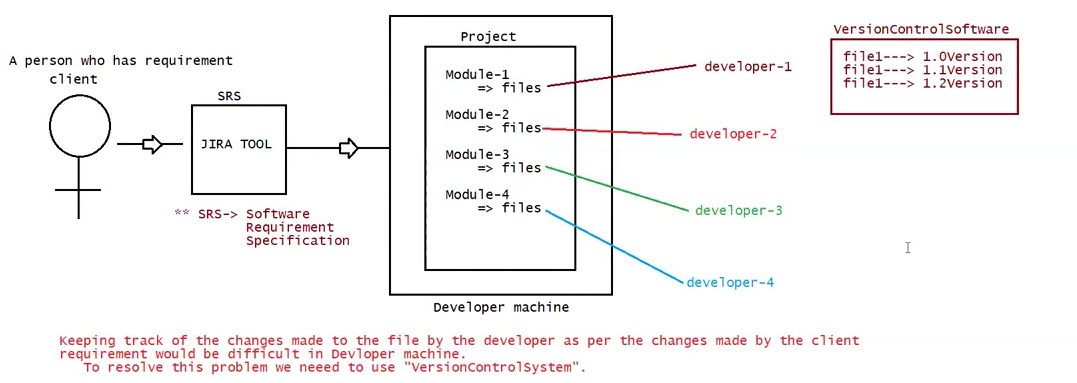 A person who has requirement
client
SRS
JIRA TOOL
** SRS-> Software
Requirement
Specification
Project
Module-1
=> files
Module-2
=> files
Module-3
=> files
Module-4
=> files
Developer machine
developer-1
developer-2
developer-3
developer-4
VersionControlSoftware
file1---> 1.0Version
file1---> 1.1Version
file1---> 1.2Version
Keeping track of the changes made to the file by the developer as per the changes made by the client
requirement would be difficult in Devloper machine.
To resolve this problem we neeed to use "VersionControlSystem".